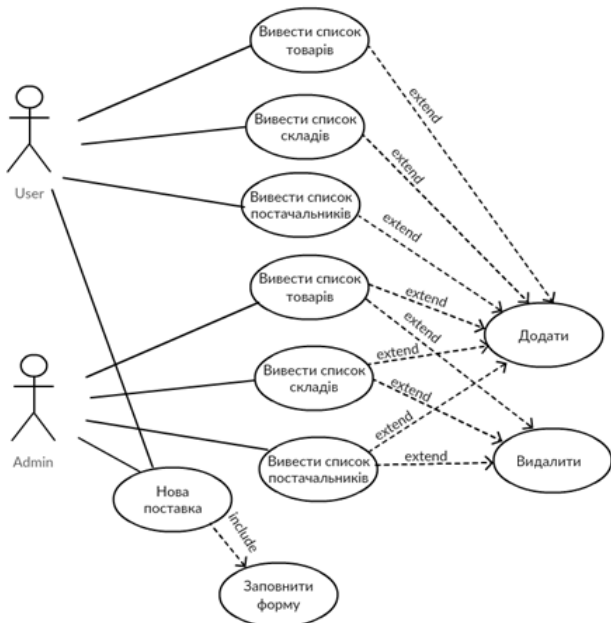 Вивести список
товарів
extend
Вивести список
складів
extend
User
Вивести список
постачальників
extend
Вивести список
товарів
extend
extend
Додати
Вивести список
складів
extend
extend
Admin
Вивести список
постачальників
extend
extend
Видалити
Нова
поставка
include
Заповнити
форму